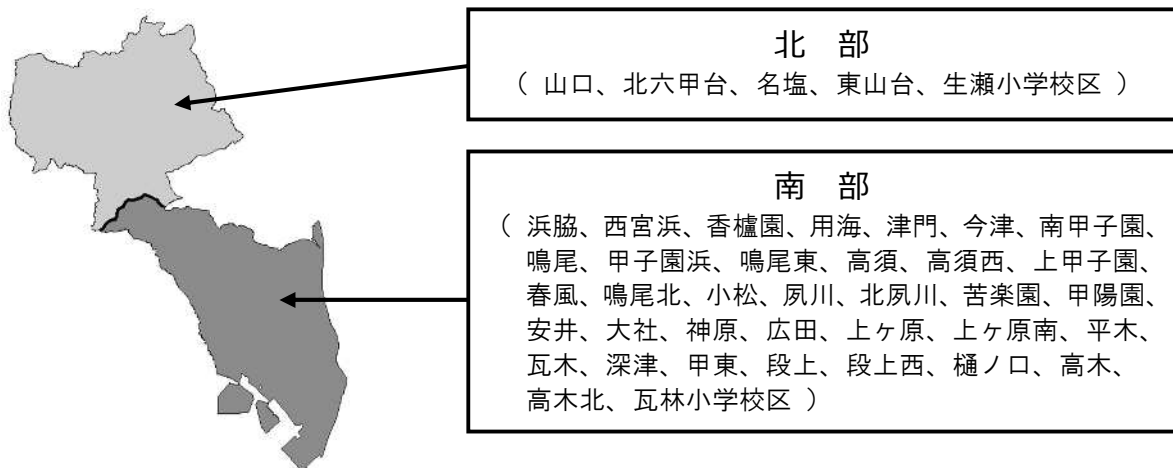 北　部
（ 山口、北六甲台、名塩、東山台、生瀬小学校区 ）
南　部
（ 浜脇、西宮浜、香櫨園、用海、津門、今津、南甲子園、
鳴尾、甲子園浜、鳴尾東、高須、高須西、上甲子園、
春風、鳴尾北、小松、夙川、北夙川、苦楽園、甲陽園、
安井、大社、神原、広田、上ヶ原、上ヶ原南、平木、
瓦木、深津、甲東、段上、段上西、樋ノ口、高木、
高木北、瓦林小学校区 ）